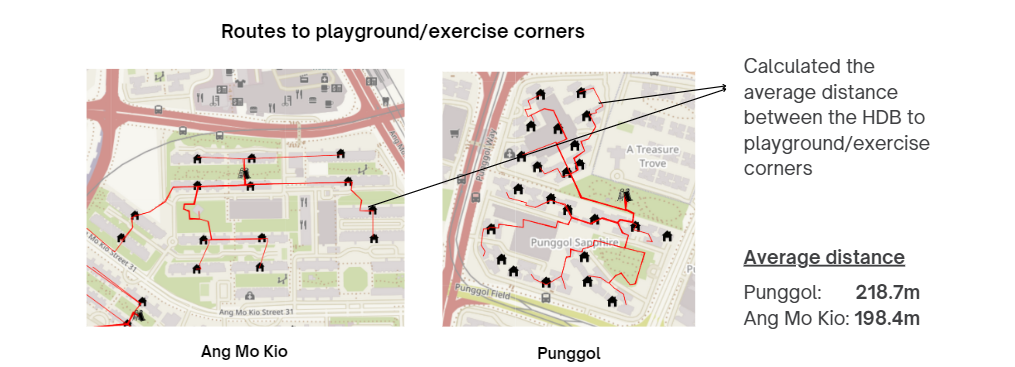 Routes to playground/exercise corners
Calculated the
average distance
between the HDB to
playground/exercise
corners
Punggol Way
A Treasure
Trove
Punggol Sapphire
Punggol Field
Mo Kio Street 31
Ang Mo Kio Street 31
Average distance
Punggol: 218.7m
Ang Mo Kio: 198.4m
Ang Mo Kio
Punggol